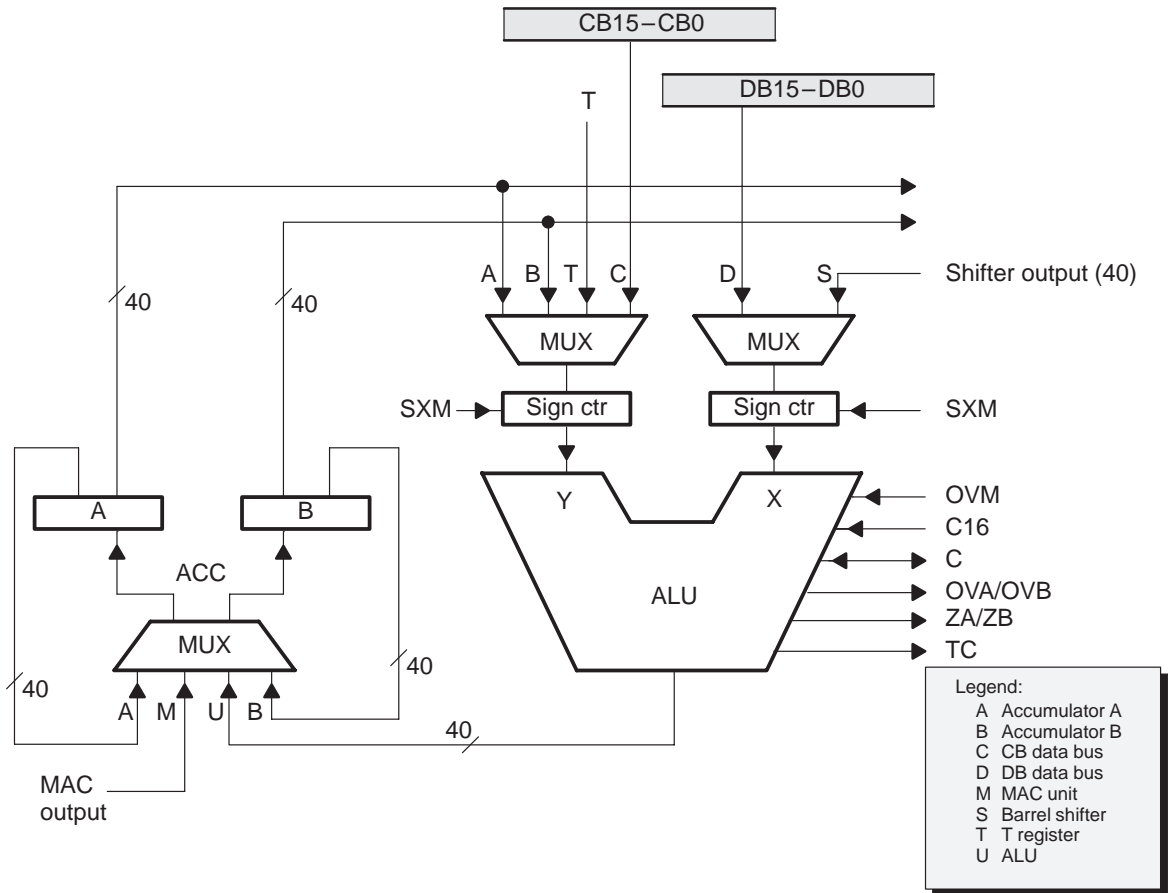 CB15–CB0
DB15–DB0
T
A B T C D S Shifter output (40)
40
40
MUX MUX
SXM Sign ctr Sign ctr SXM
Y X
A B
OVM
C16
C
ACC
ALU
OVA/OVB
ZA/ZB
TC
MUX
40
40
A M U B
40
MAC
output
Legend:
A Accumulator A
B Accumulator B
C CB data bus
D DB data bus
M MAC unit
S Barrel shifter
T T register
U ALU